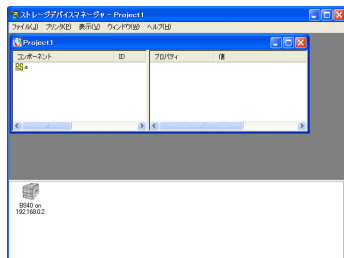 ストレージデバイスマネージャ - Project1
ファイル(J) プリンタ(P) 表示(V) ウィンドウ(W) ヘルプ(H)
Project1
コンポーネント ID プロパティ 値
a
B840 on
192.168.0.2